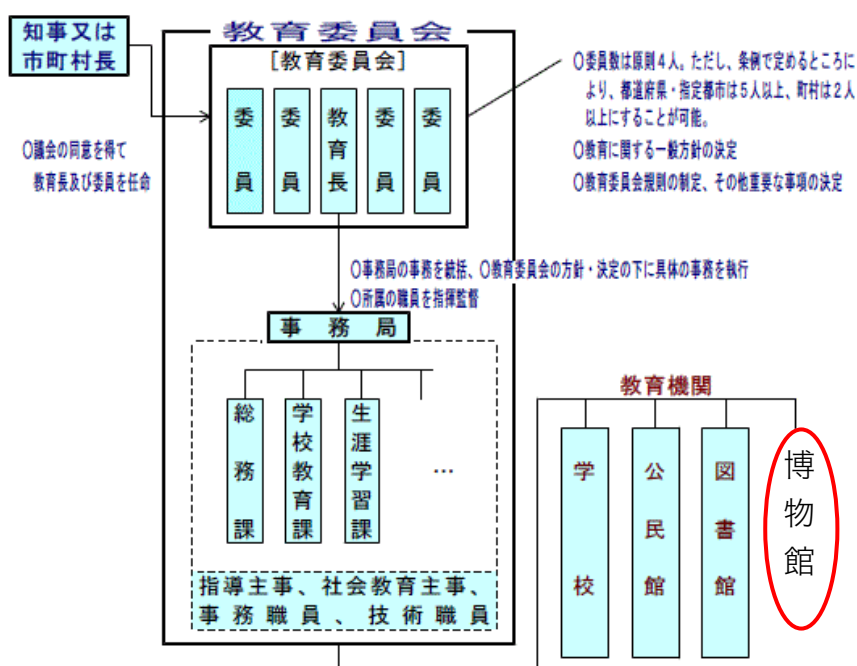 知事又は
市町村長
教育委員会
[教育委員会]
委員
委員
教育長
委員
委員
〇議会の同意を得て
教育長及び委員を任命
〇委員数は原則4人。ただし、条例で定めるところに
より、都道府県・指定都市は5人以上、町村は2人
以上にすることが可能。
〇教育に関する一般方針の決定
〇教育委員会規則の制定、その他重要な事項の決定
〇事務局の事務を統括、〇教育委員会の方針・決定の下に具体の事務を執行
〇所属の職員を指揮監督
事務局
総務課
学校教育課
生涯学習課
…
指導主事、社会教育主事、
事務職員、技術職員
教育機関
学校
公民館
図書館
博物館